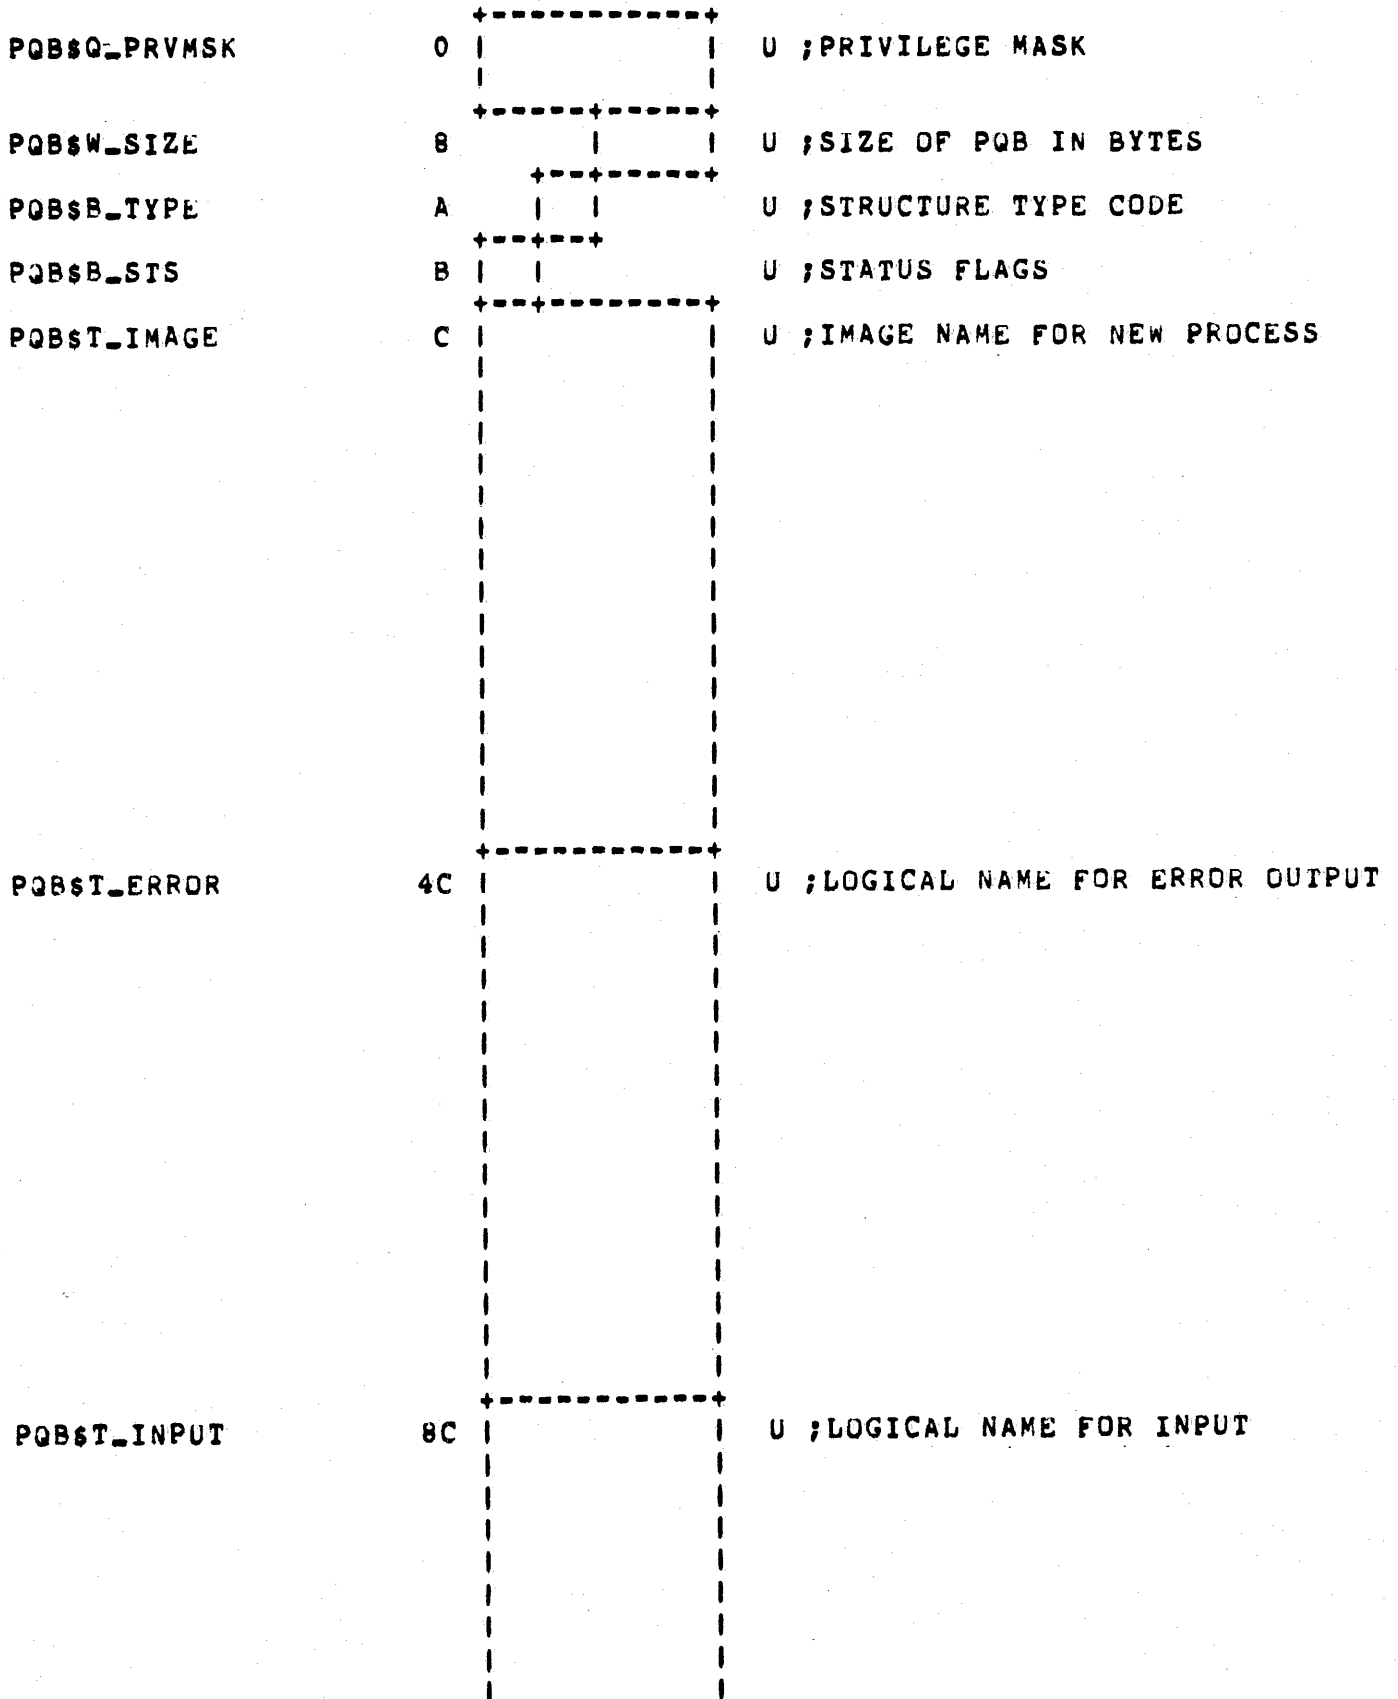 PQB$Q_PRVMSK 0 U ;PRIVILEGE MASK
PQB$W_SIZE 8 U ;SIZE OF PQB IN BYTES
PQB$B_TYPE A U ;STRUCTURE TYPE CODE
PQB$B_STS B U ;STATUS FLAGS
PQB$T_IMAGE C U ;IMAGE NAME FOR NEW PROCESS
PQB$T_ERROR 4C U ;LOGICAL NAME FOR ERROR OUTPUT
PQB$T_INPUT 8C U ;LOGICAL NAME FOR INPUT